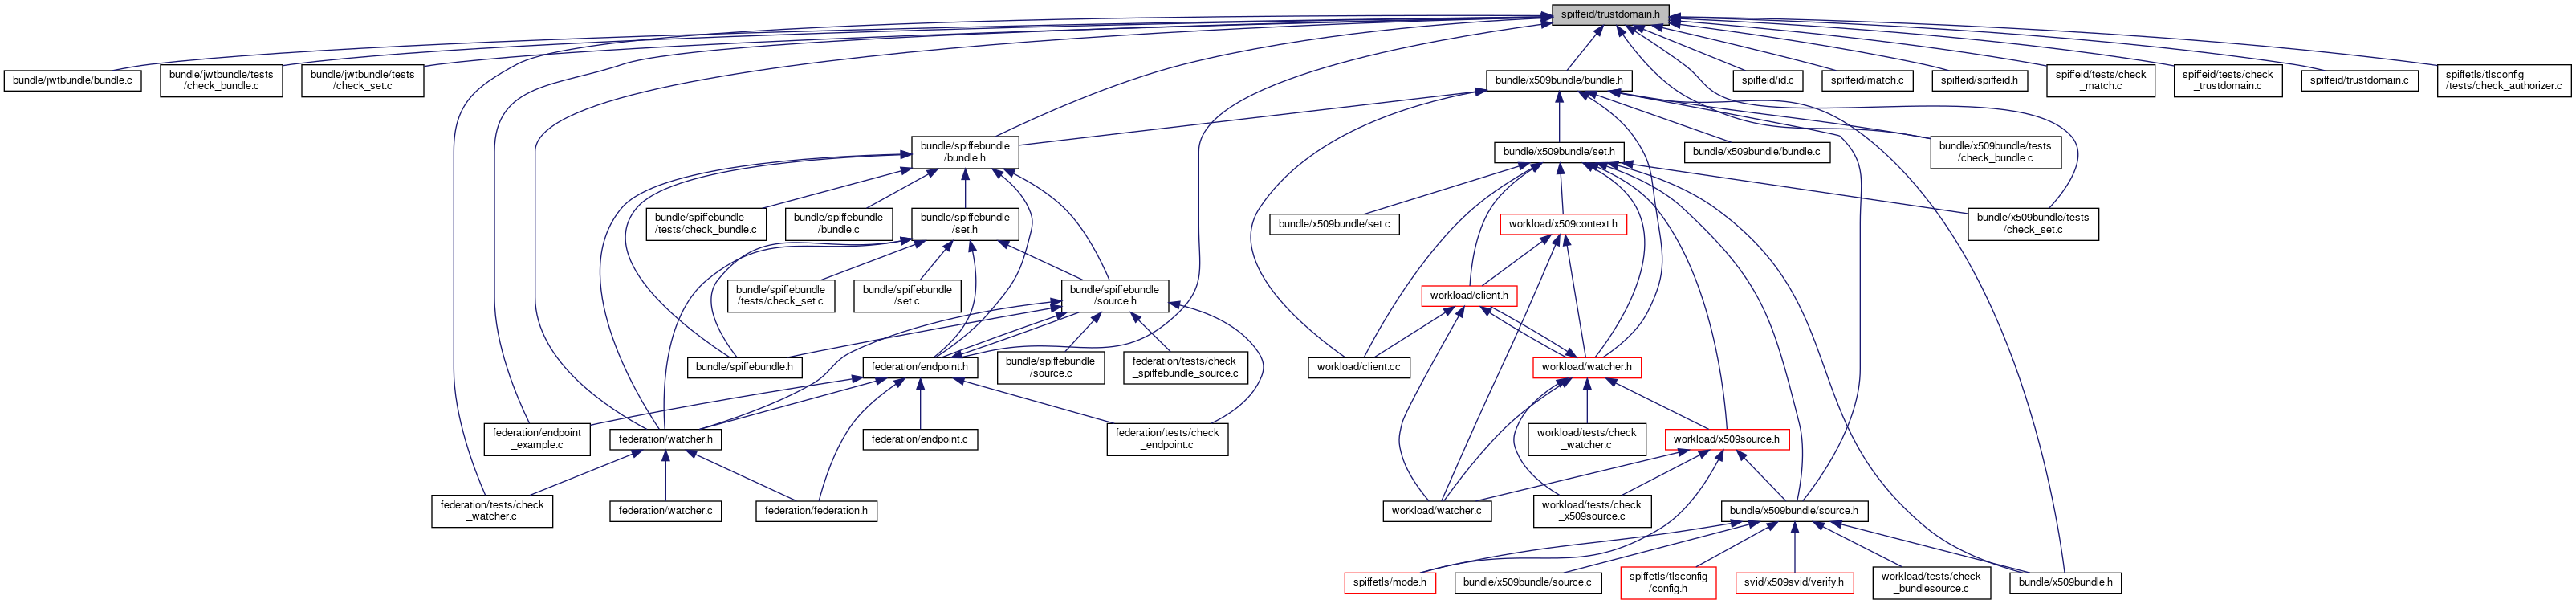 spiffeid/trustdomain.h
bundle/jwtbundle/bundle.c
bundle/jwtbundle/tests
/check_bundle.c
bundle/jwtbundle/tests
/check_set.c
bundle/x509bundle/bundle.h
spiffeid/id.c
spiffeid/match.c
spiffeid/spiffeid.h
spiffeid/tests/check
_match.c
spiffeid/tests/check
_trustdomain.c
spiffeid/trustdomain.c
spiffetls/tlsconfig
/tests/check_authorizer.c
bundle/spiffebundle
/bundle.h
bundle/x509bundle/set.h
bundle/x509bundle/bundle.c
bundle/x509bundle/tests
/check_bundle.c
bundle/spiffebundle
/tests/check_bundle.c
bundle/spiffebundle
/bundle.c
bundle/spiffebundle
/set.h
bundle/x509bundle/set.c
workload/x509context.h
bundle/x509bundle/tests
/check_set.c
bundle/spiffebundle
/tests/check_set.c
bundle/spiffebundle
/set.c
bundle/spiffebundle
/source.h
workload/client.h
bundle/spiffebundle.h
federation/endpoint.h
bundle/spiffebundle
/source.c
federation/tests/check
_spiffebundle_source.c
workload/client.cc
workload/watcher.h
federation/endpoint
_example.c
federation/watcher.h
federation/endpoint.c
federation/tests/check
_endpoint.c
workload/tests/check
_watcher.c
workload/x509source.h
federation/tests/check
_watcher.c
federation/watcher.c
federation/federation.h
workload/watcher.c
workload/tests/check
_x509source.c
bundle/x509bundle/source.h
spiffetls/mode.h
bundle/x509bundle/source.c
spiffetls/tlsconfig
/config.h
svid/x509svid/verify.h
workload/tests/check
_bundlesource.c
bundle/x509bundle.h